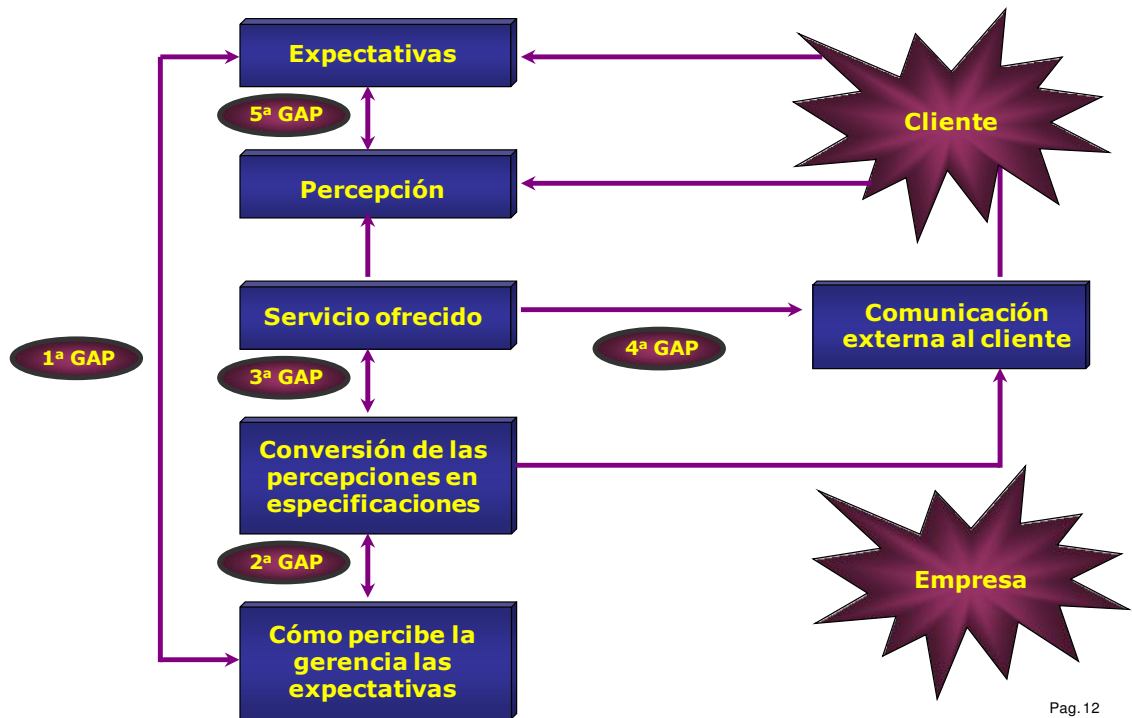 Expectativas
5ª GAP
Cliente
Percepción
Servicio ofrecido
Comunicación
externa al cliente
1ª GAP
4ª GAP
3ª GAP
Conversión de las
percepciones en
especificaciones
2ª GAP
Empresa
Cómo percibe la
gerencia las
expectativas
Pag. 12